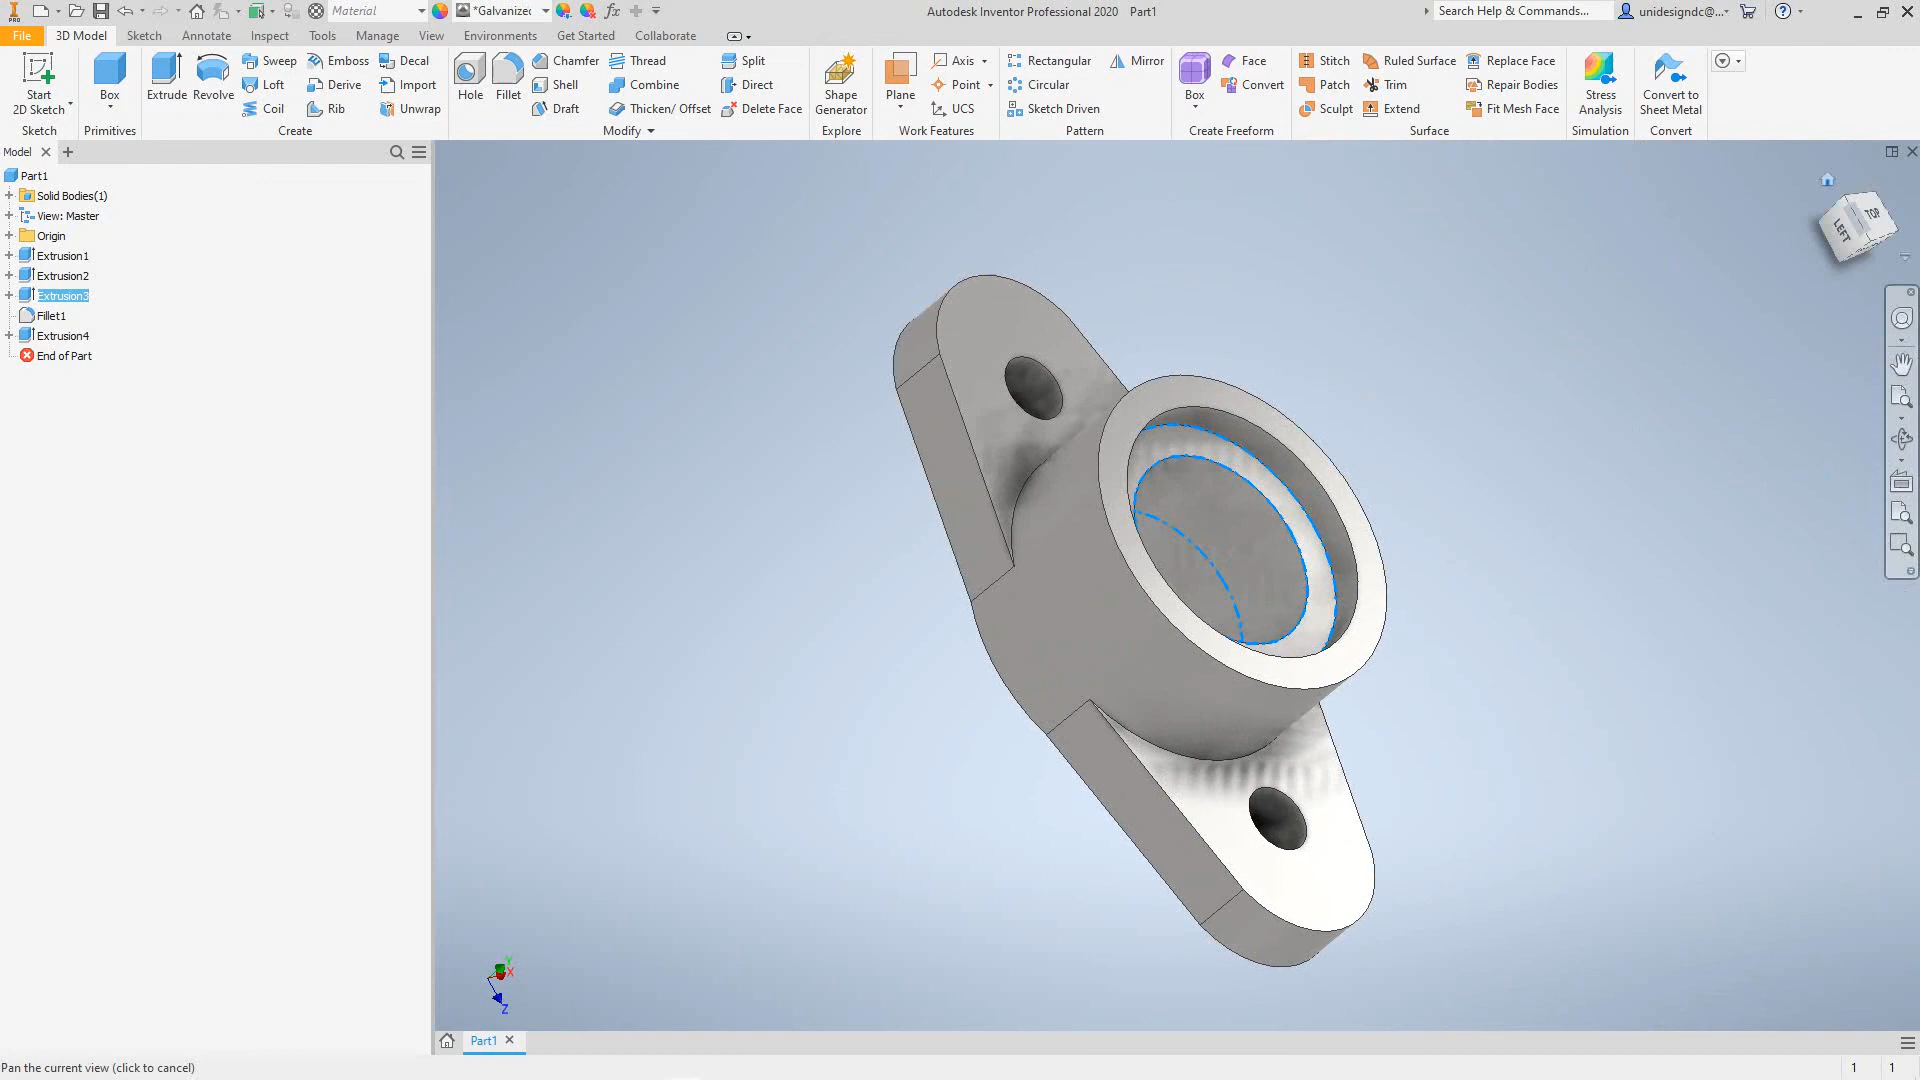 Material
*Galvanized
fx
Autodesk Inventor Professional 2020 Part1
Search Help & Commands...
unidesigndc@...
PRO
File 3D Model Sketch Annotate Inspect Tools Manage View Environments Get Started Collaborate
Start
2D Sketch
Sketch
Box
Primitives
Extrude
Revolve
Sweep
Emboss
Decal
Loft
Derive
Import
Coil
Rib
Unwrap
Create
Hole
Fillet
Chamfer
Thread
Split
Shell
Combine
Direct
Draft
Thicken/ Offset
Delete Face
Modify
Shape
Generator
Explore
Plane
Axis
Point
UCS
Work Features
Rectangular
Mirror
Circular
Sketch Driven
Pattern
Box
Face
Convert
Create Freeform
Stitch
Ruled Surface
Replace Face
Patch
Trim
Repair Bodies
Sculpt
Extend
Fit Mesh Face
Surface
Stress
Analysis
Simulation
Convert to
Sheet Metal
Convert
Model
Part1
Solid Bodies(1)
View: Master
Origin
Extrusion1
Extrusion2
Extrusion3
Fillet1
Extrusion4
End of Part
LEFT
TOP
Y
X
Z
Part1
Pan the current view (click to cancel)
1 1